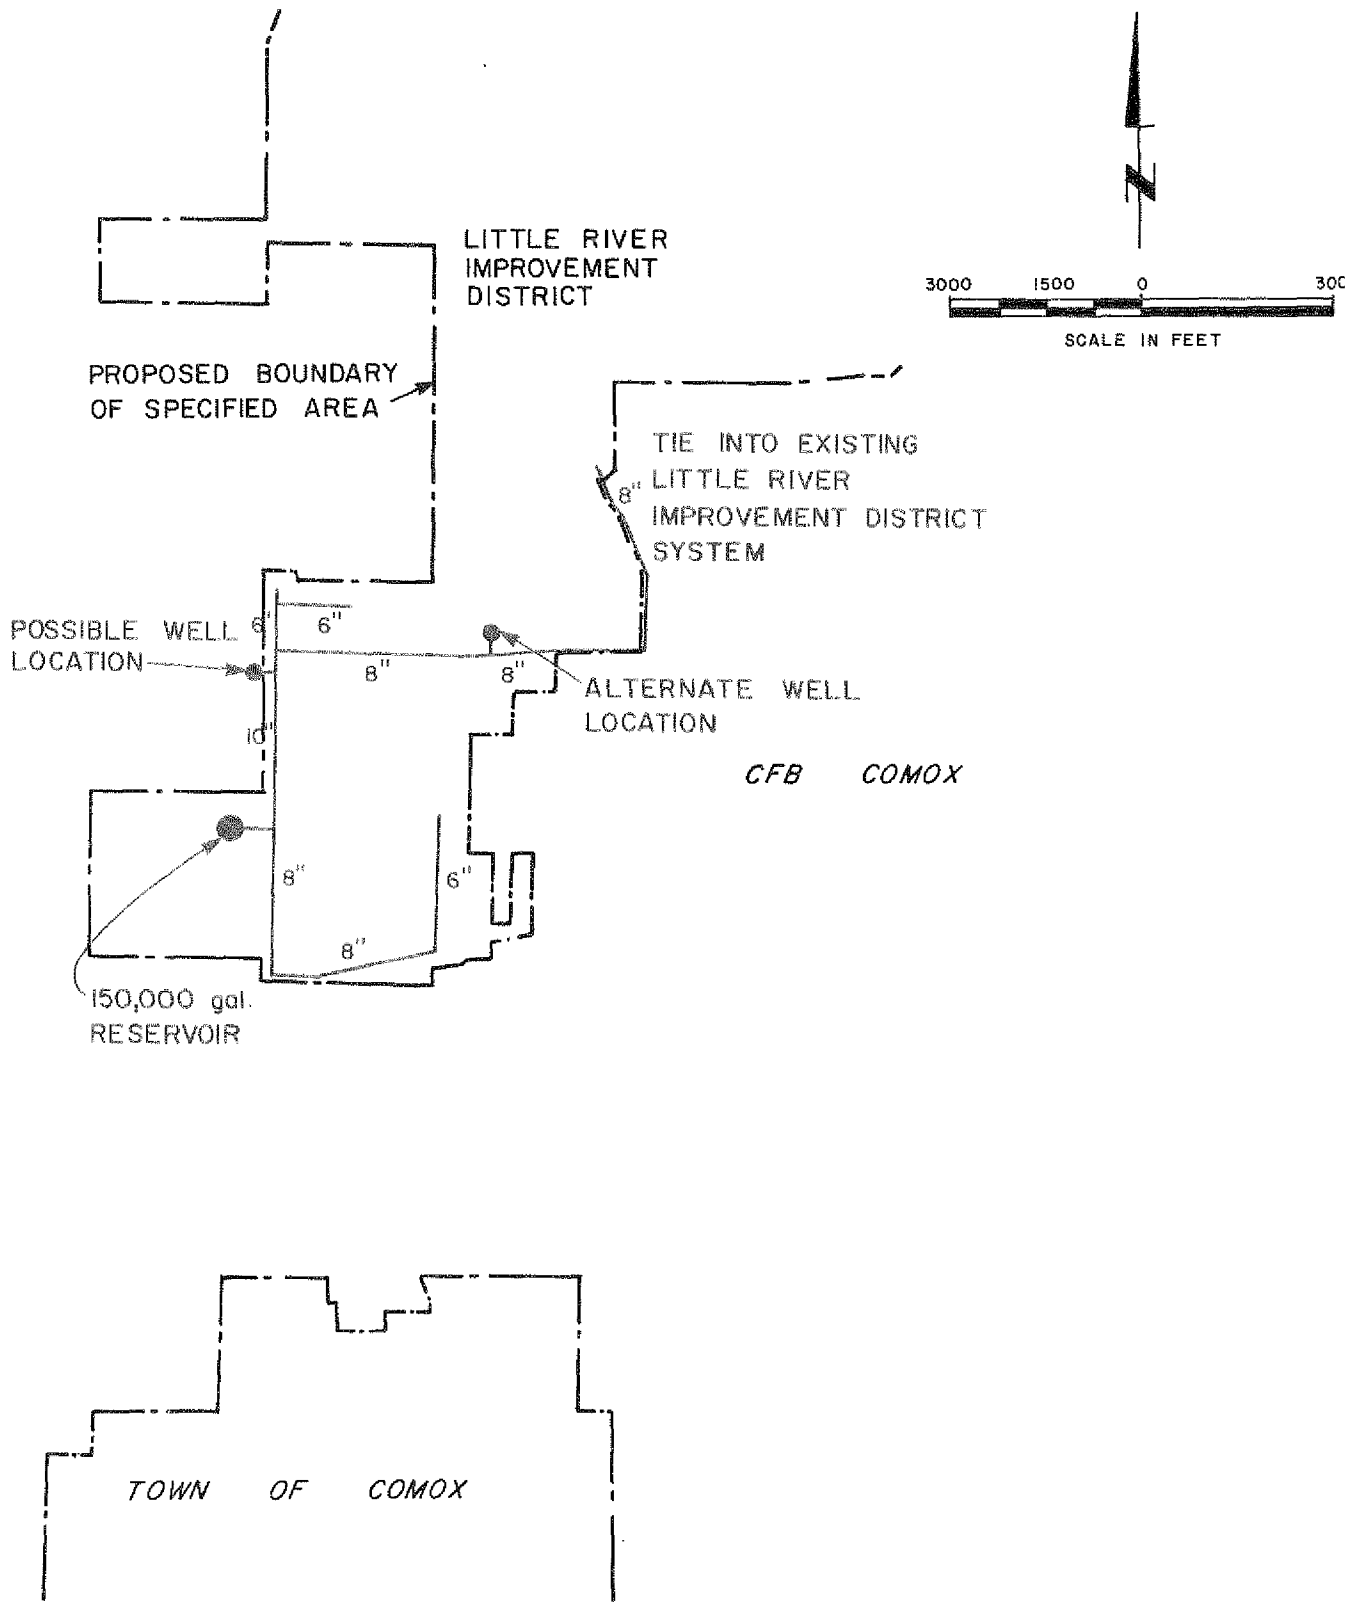 N
LITTLE RIVER
IMPROVEMENT
DISTRICT
3000 1500 0 300
SCALE IN FEET
PROPOSED BOUNDARY
OF SPECIFIED AREA
TIE INTO EXISTING
LITTLE RIVER
IMPROVEMENT DISTRICT
SYSTEM
8"
6"
6"
POSSIBLE WELL
LOCATION
8"
8"
ALTERNATE WELL
LOCATION
10"
CFB COMOX
8"
6"
8"
150,000 gal.
RESERVOIR
TOWN OF COMOX